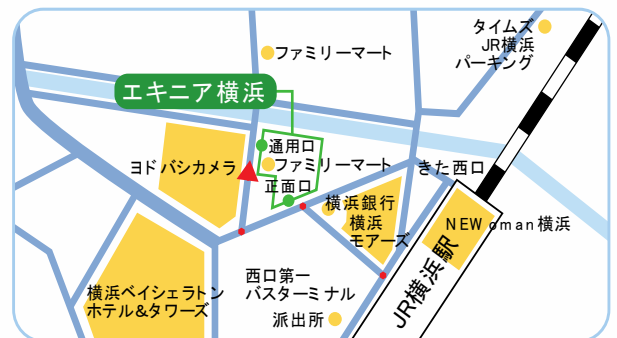 タイムズ
JR横浜
パーキング
ファミリーマート
エキニア横浜
通用口
ヨドバシカメラ
ファミリーマート
きた西口
正面口
横浜銀行
横浜
モアーズ
NEWoman横浜
JR横浜駅
西口第一
バスターミナル
横浜ベイシェラトン
ホテル&タワーズ
派出所